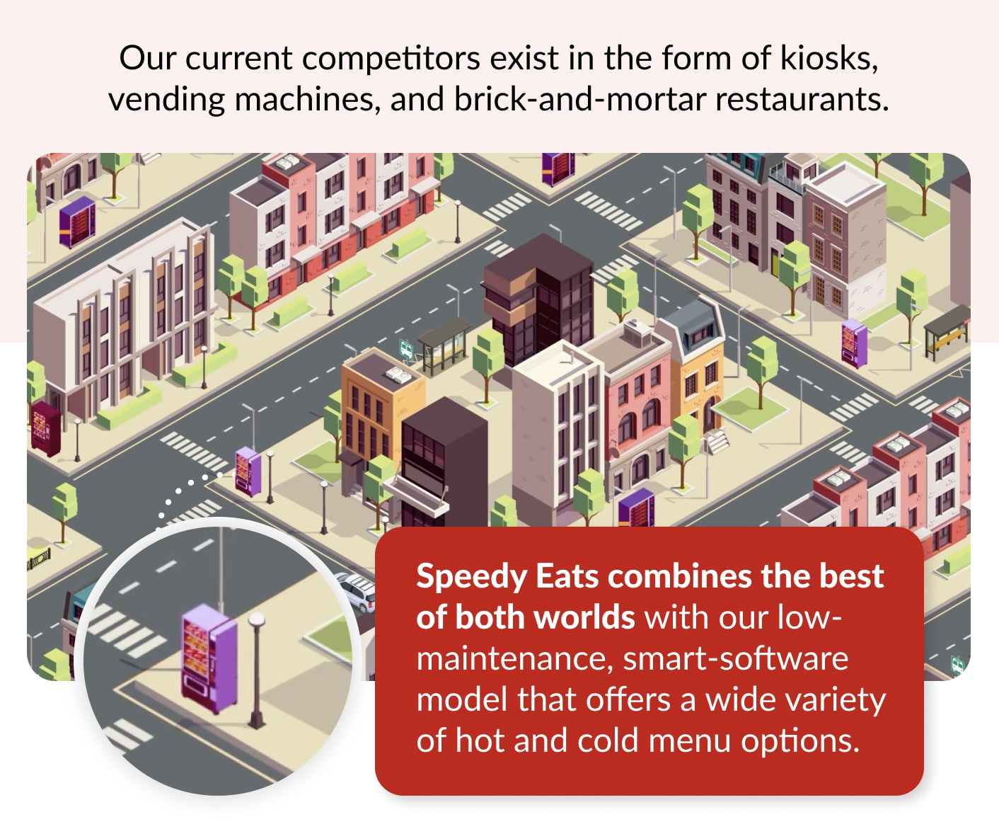 Our current competitors exist in the form of kiosks,
vending machines, and brick-and-mortar restaurants.
Speedy Eats combines the best
of both worlds with our low-
maintenance, smart-software
model that offers a wide variety
of hot and cold menu options.